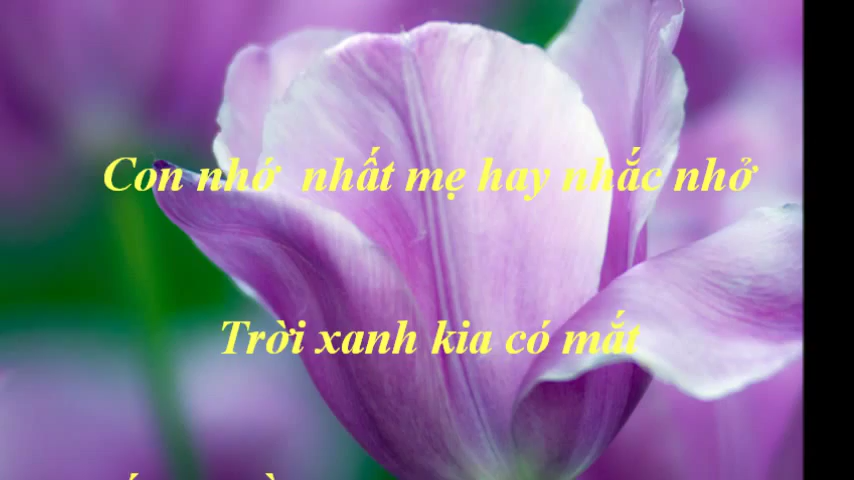 Con nhớ nhất mẹ hay nhắc nhở
Trời xanh kia có mắt